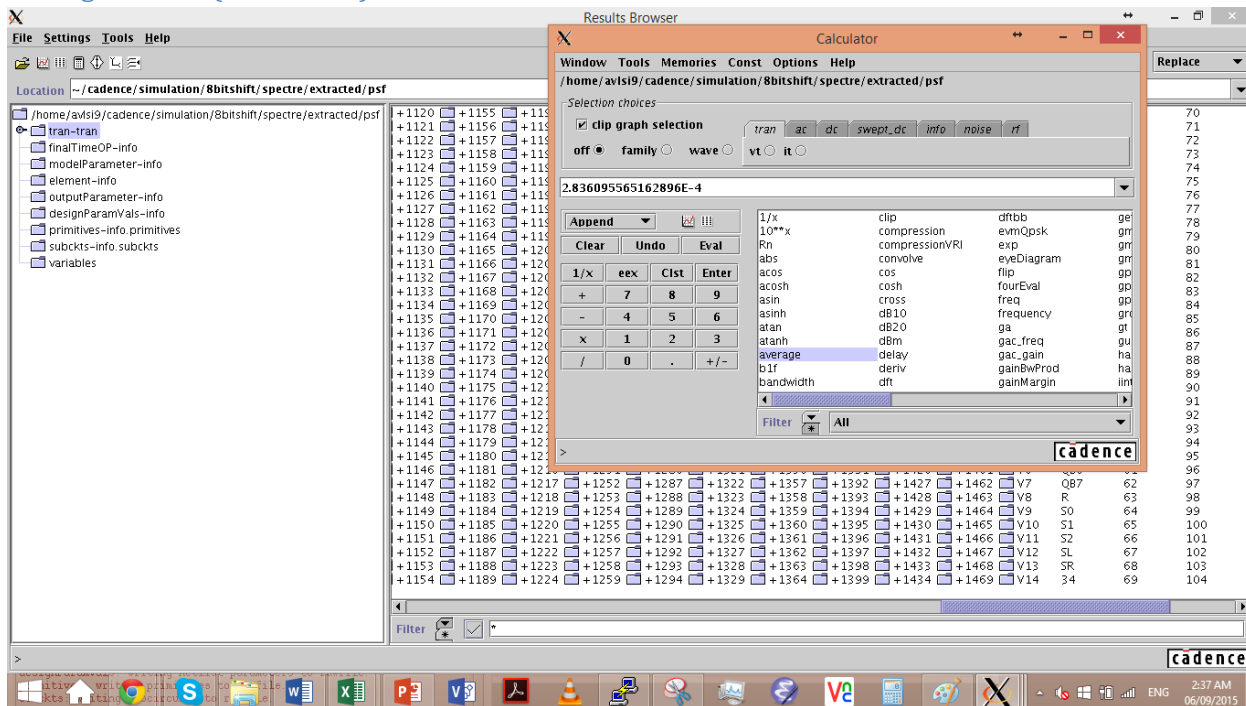 Results Browser
File Settings Tools Help
Replace
Location ~/cadence/simulation/8bitshift/spectre/extracted/psf
/home/avlsi9/cadence/simulation/8bitshift/spectre/extracted/psf
tran-tran
finalTimeOP-info
modelParameter-info
element-info
outputParameter-info
designParamVals-info
primitives-info.primitives
subckts-info.subckts
variables
Calculator
Window Tools Memories Const Options Help
/home/avlsi9/cadence/simulation/8bitshift/spectre/extracted/psf
Selection choices
clip graph selection
tran ac dc swept_dc info noise rf
off family wave vt it
2.836095565162896E-4
Append
Clear Undo Eval
1/x eex Clst Enter
+ 7 8 9
- 4 5 6
x 1 2 3
/ 0 . +/-
1/x clip dftbb
10**x compression evmQpsk
Rn compressionVRI exp
abs convolve eyeDiagram
acos cos flip
acosh cosh fourEval
asin cross freq
asinh dB10 frequency
atan dB20 ga
atanh dBm gac_freq
average delay gac_gain
b1f deriv gainBwProd
bandwidth dft gainMargin
Filter All
>
cādence
+1120 +1155 70
+1121 +1156 71
+1122 +1157 72
+1123 +1158 73
+1124 +1159 74
+1125 +1160 75
+1126 +1161 76
+1127 +1162 77
+1128 +1163 78
+1129 +1164 79
+1130 +1165 80
+1131 +1166 81
+1132 +1167 82
+1133 +1168 83
+1134 +1169 84
+1135 +1170 85
+1136 +1171 86
+1137 +1172 87
+1138 +1173 88
+1139 +1174 89
+1140 +1175 90
+1141 +1176 91
+1142 +1177 92
+1143 +1178 93
+1144 +1179 94
+1145 +1180 95
+1146 +1181 96
+1147 +1182 +1217 +1252 +1287 +1322 +1357 +1392 +1427 +1462 V7 QB7 62 97
+1148 +1183 +1218 +1253 +1288 +1323 +1358 +1393 +1428 +1463 V8 R 63 98
+1149 +1184 +1219 +1254 +1289 +1324 +1359 +1394 +1429 +1464 V9 S0 64 99
+1150 +1185 +1220 +1255 +1290 +1325 +1360 +1395 +1430 +1465 V10 S1 65 100
+1151 +1186 +1221 +1256 +1291 +1326 +1361 +1396 +1431 +1466 V11 S2 66 101
+1152 +1187 +1222 +1257 +1292 +1327 +1362 +1397 +1432 +1467 V12 SL 67 102
+1153 +1188 +1223 +1258 +1293 +1328 +1363 +1398 +1433 +1468 V13 SR 68 103
+1154 +1189 +1224 +1259 +1294 +1329 +1364 +1399 +1434 +1469 V14 34 69 104
Filter *
>
cādence
ENG
2:37 AM
06/09/2015